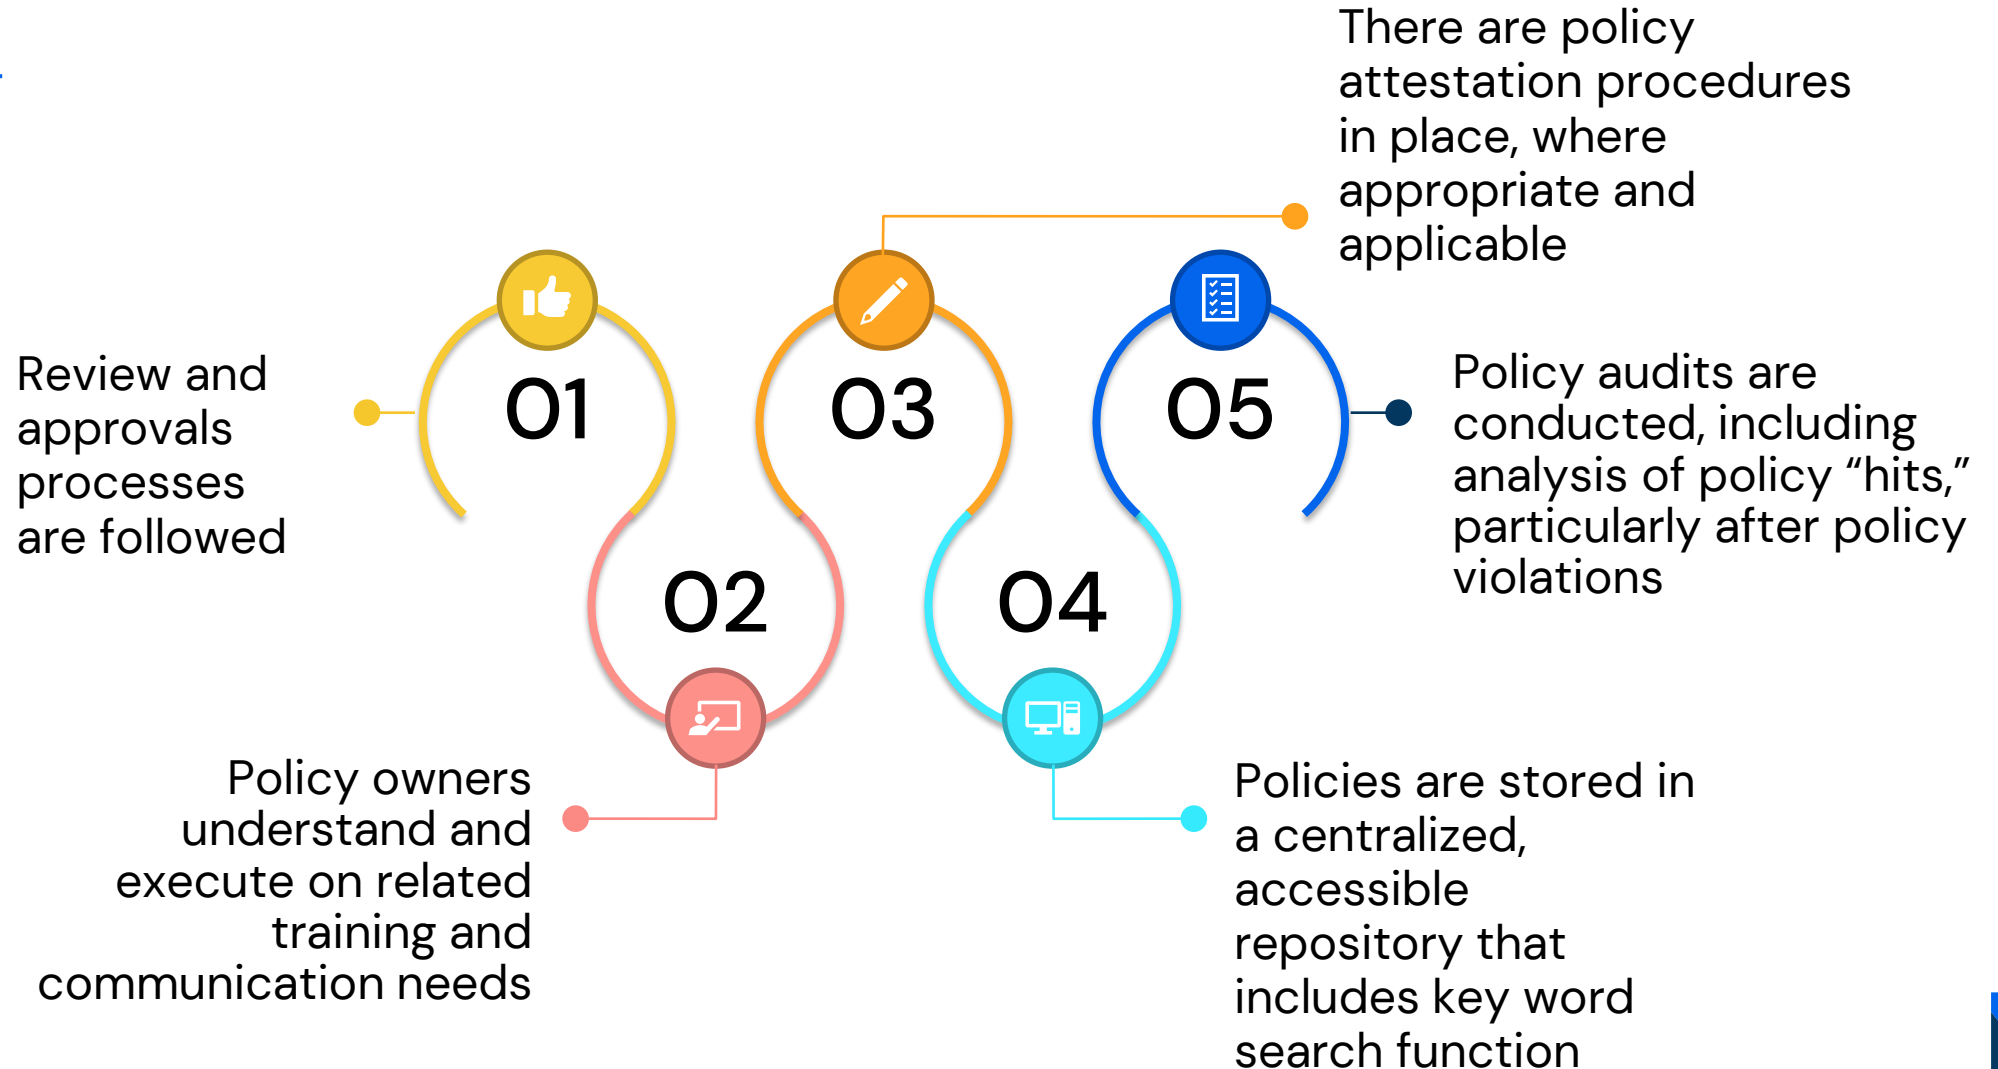 There are policy
attestation procedures
in place, where
appropriate and
applicable
01
Review and
approvals
processes
are followed
02
Policy owners
understand and
execute on related
training and
communication needs
03
04
Policies are stored in
a centralized,
accessible
repository that
includes key word
search function
05
Policy audits are
conducted, including
analysis of policy “hits,”
particularly after policy
violations